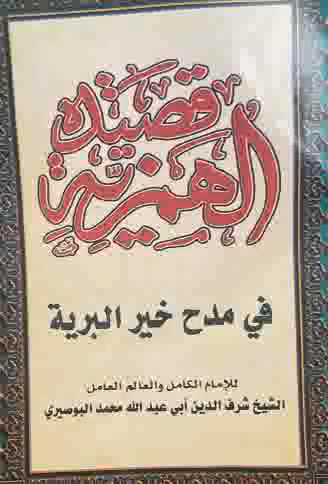 قصيدة
الهمزية
في مدح خير البرية
للإمام الكامل والعالم العامل
الشيخ شرف الدين أبي عبد الله محمد البوصيري